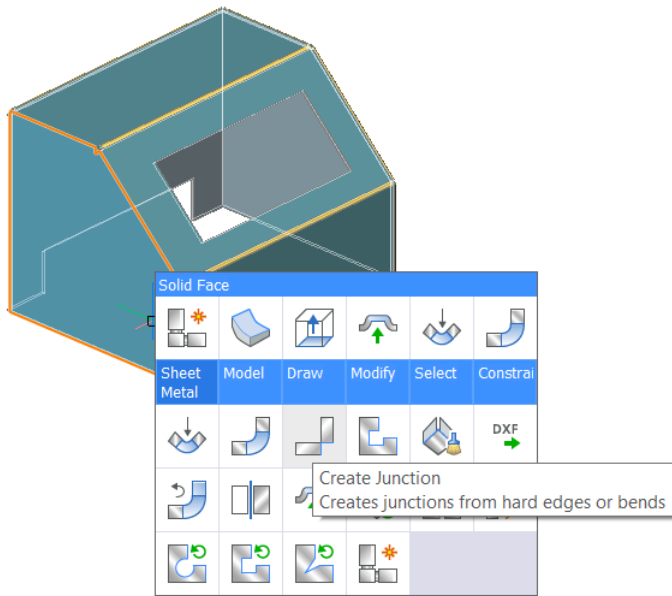 Solid Face
Sheet Metal
Model
Draw
Modify
Select
Constrai
DXF
Create Junction
Creates junctions from hard edges or bends